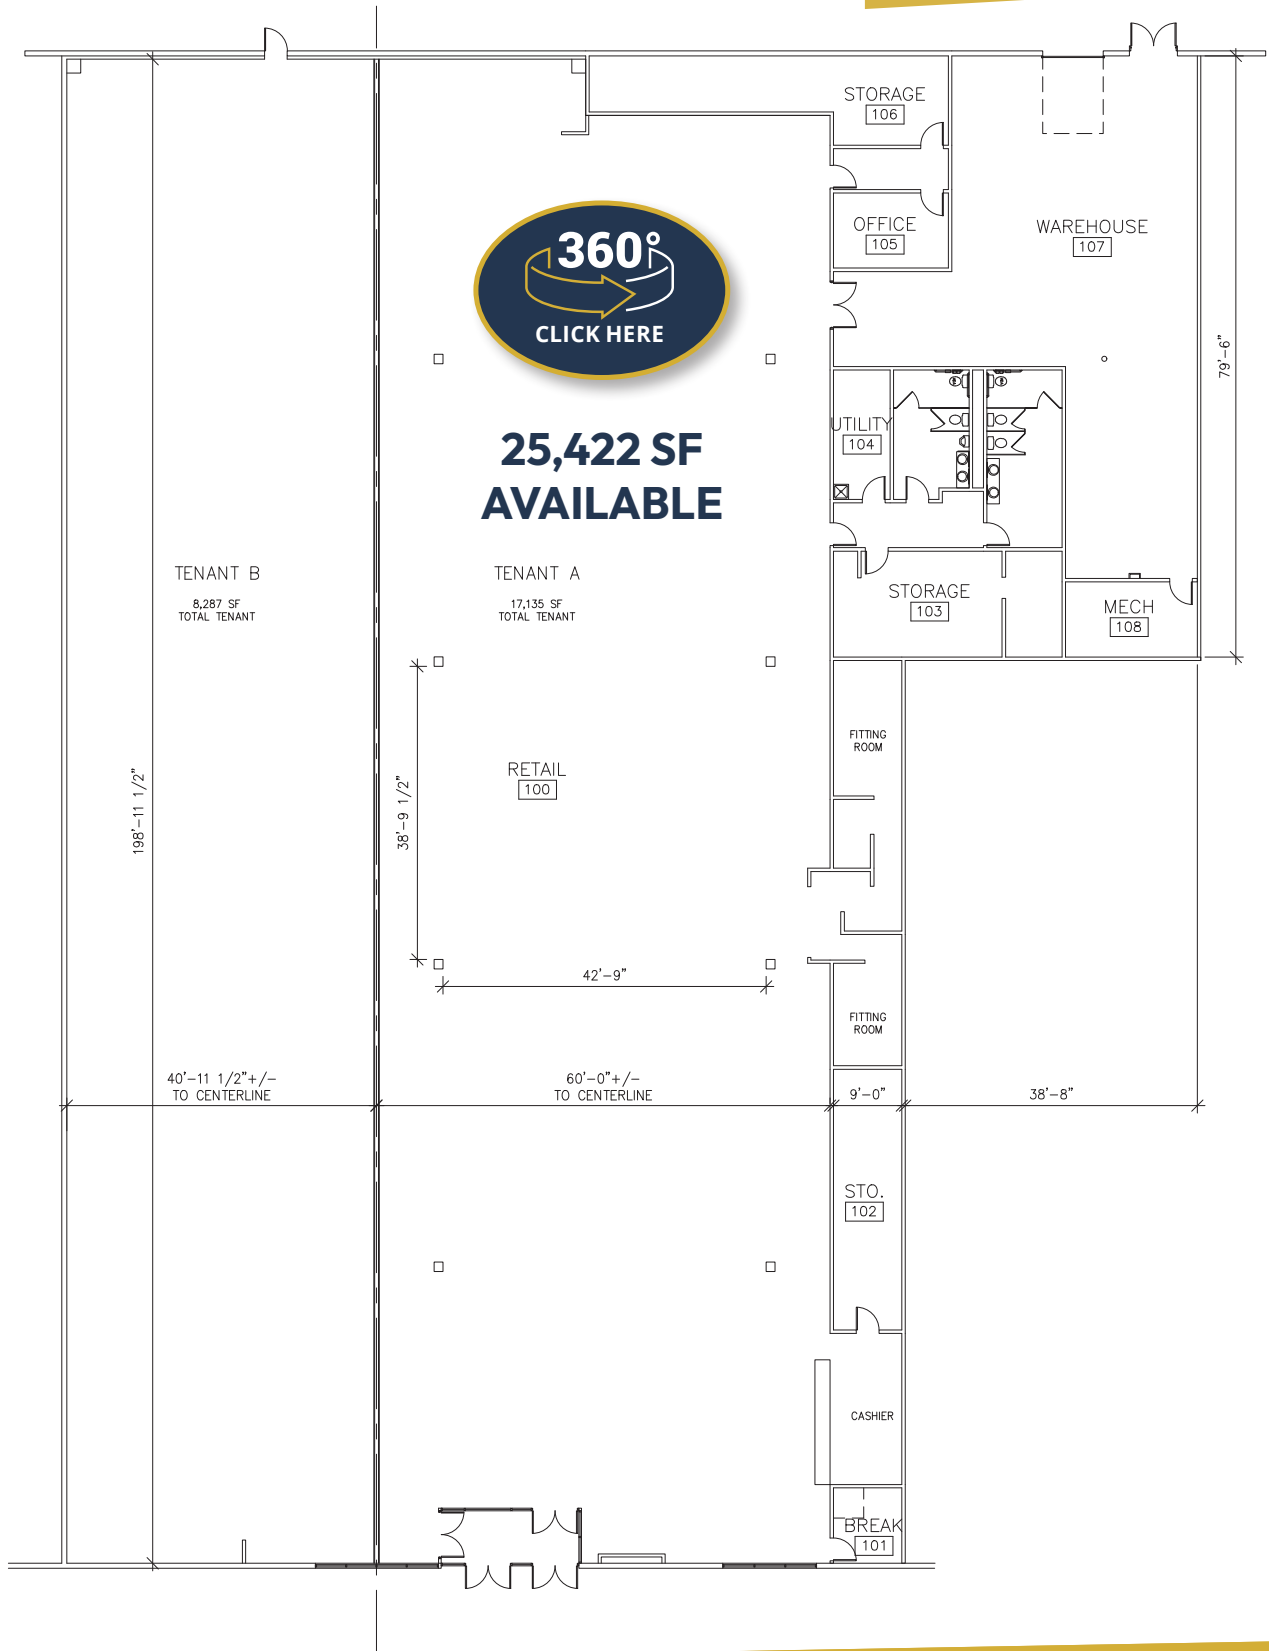 STORAGE
106
OFFICE
105
WAREHOUSE
107
360°
CLICK HERE
79'-6"
UTILITY
104
25,422 SF
AVAILABLE
TENANT B
8,287 SF
TOTAL TENANT
TENANT A
17,135 SF
TOTAL TENANT
STORAGE
103
MECH
108
FITTING
ROOM
RETAIL
100
198'-11 1/2"
38'-9 1/2"
42'-9"
FITTING
ROOM
40'-11 1/2"+/-
TO CENTERLINE
60'-0"+/-
TO CENTERLINE
9'-0"
38'-8"
STO.
102
CASHIER
BREAK
101